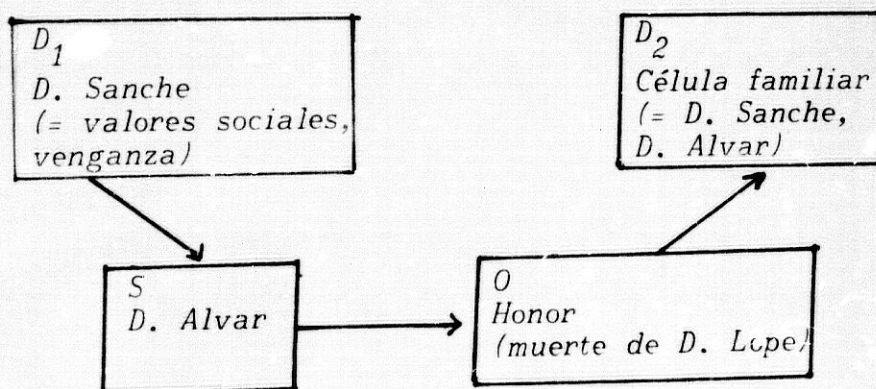 D1
D. Sanche
(= valores sociales,
venganza)
D2
Célula familiar
(= D. Sanche,
D. Alvar)
S
D. Alvar
O
Honor
(muerte de D. Lope)